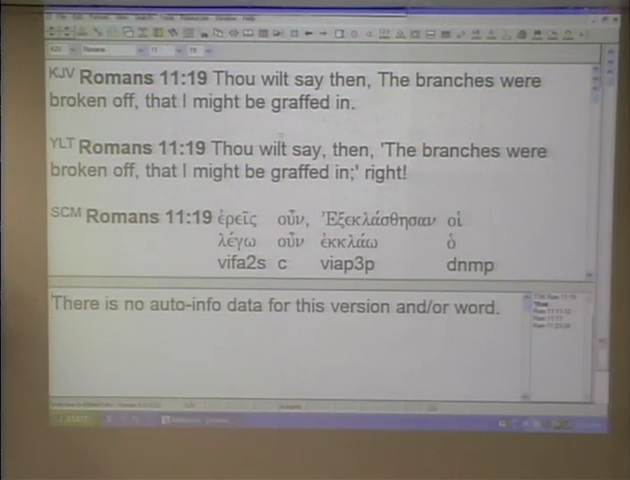 KJV Romans 11:19 Thou wilt say then, The branches were
broken off, that I might be graffed in.
YLT Romans 11:19 Thou wilt say, then, 'The branches were
broken off, that I might be graffed in;' right!
SCM Romans 11:19 ἐρεῖς οὖν, Ἐξεκλάσθησαν οἱ
λέγω οὖν ἐκκλάω ὁ
vifa2s c viap3p dnmp
There is no auto-info data for this version and/or word.
START